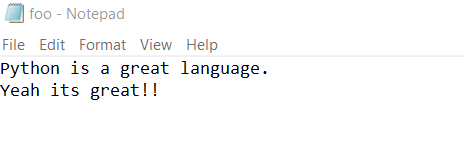 foo - Notepad
File Edit Format View Help
Python is a great language.
Yeah its great!!